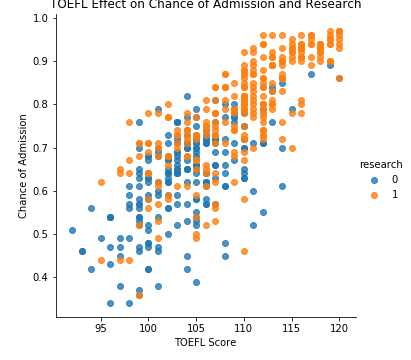 TOEFL Effect on Chance of Admission and Research
1.0
0.9
0.8
0.7
0.6
0.5
0.4
Chance of Admission
95 100 105 110 115 120
TOEFL Score
research
0
1